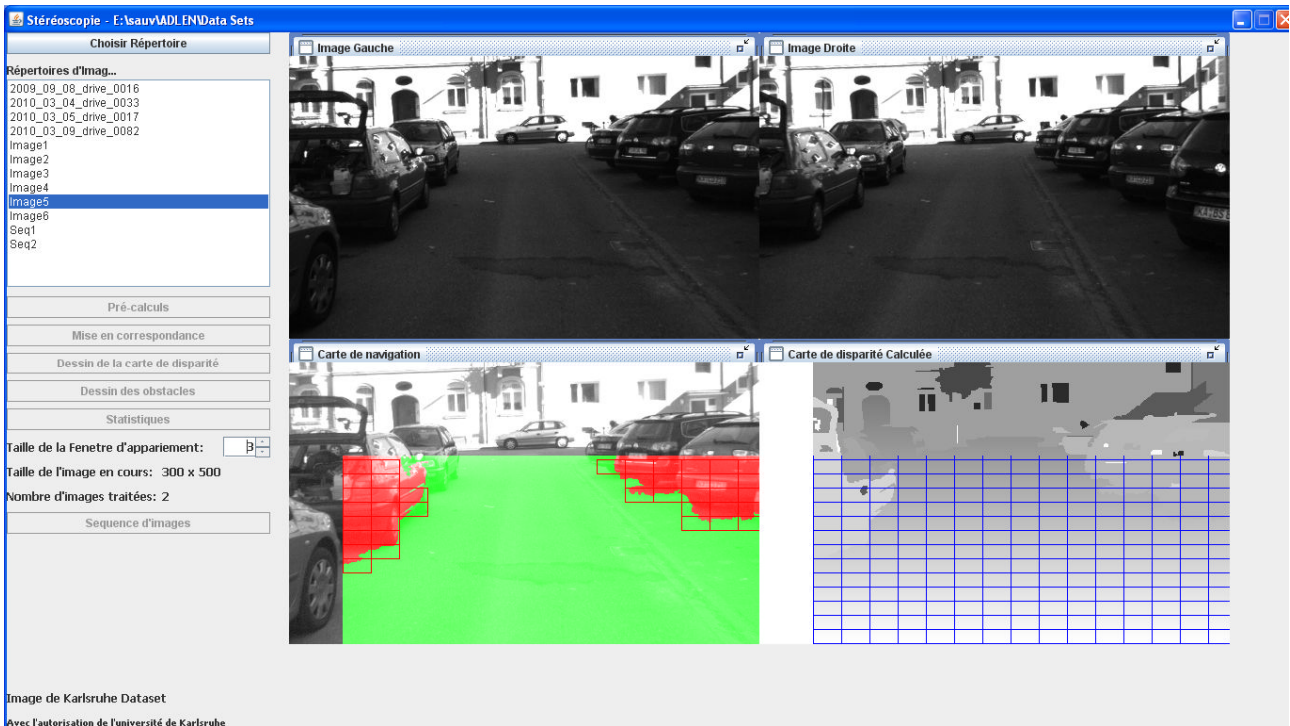 Stéréoscopie - E:\sauv\ADLEN\Data Sets
Choisir Répertoire
Répertoires d'Imag...
2009_09_08_drive_0016
2010_03_04_drive_0033
2010_03_05_drive_0017
2010_03_09_drive_0082
Image1
Image2
Image3
Image4
Image5
Image6
Seq1
Seq2
Pré-calculs
Mise en correspondance
Dessin de la carte de disparité
Dessin des obstacles
Statistiques
Taille de la Fenetre d'appariement: 3
Taille de l'image en cours: 300 x 500
Nombre d'images traitées: 2
Sequence d'images
Image de Karlsruhe Dataset
Avec l'autorisation de l'université de Karlsruhe
Image Gauche
Image Droite
Carte de navigation
Carte de disparité Calculée